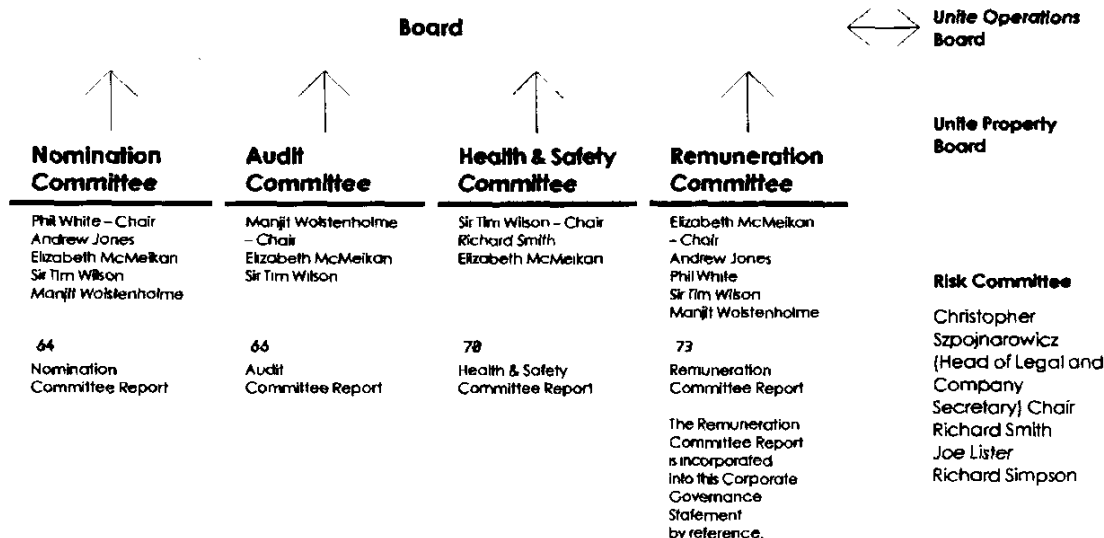 Board
Unite Operations
Board
Unite Property
Board
Nomination
Committee
Phil White – Chair
Andrew Jones
Elizabeth McMeikan
Sir Tim Wilson
Manjit Wolstenholme
64
Nomination
Committee Report
Audit
Committee
Manjit Wolstenholme
– Chair
Elizabeth McMeikan
Sir Tim Wilson
66
Audit
Committee Report
Health & Safety
Committee
Sir Tim Wilson – Chair
Richard Smith
Elizabeth McMeikan
70
Health & Safety
Committee Report
Remuneration
Committee
Elizabeth McMeikan
– Chair
Andrew Jones
Phil White
Sir Tim Wilson
Manjit Wolstenholme
73
Remuneration
Committee Report
The Remuneration
Committee Report
is incorporated
into this Corporate
Governance
Statement
by reference.
Risk Committee
Christopher
Szpojnarowicz
(Head of Legal and
Company
Secretary) Chair
Richard Smith
Joe Lister
Richard Simpson